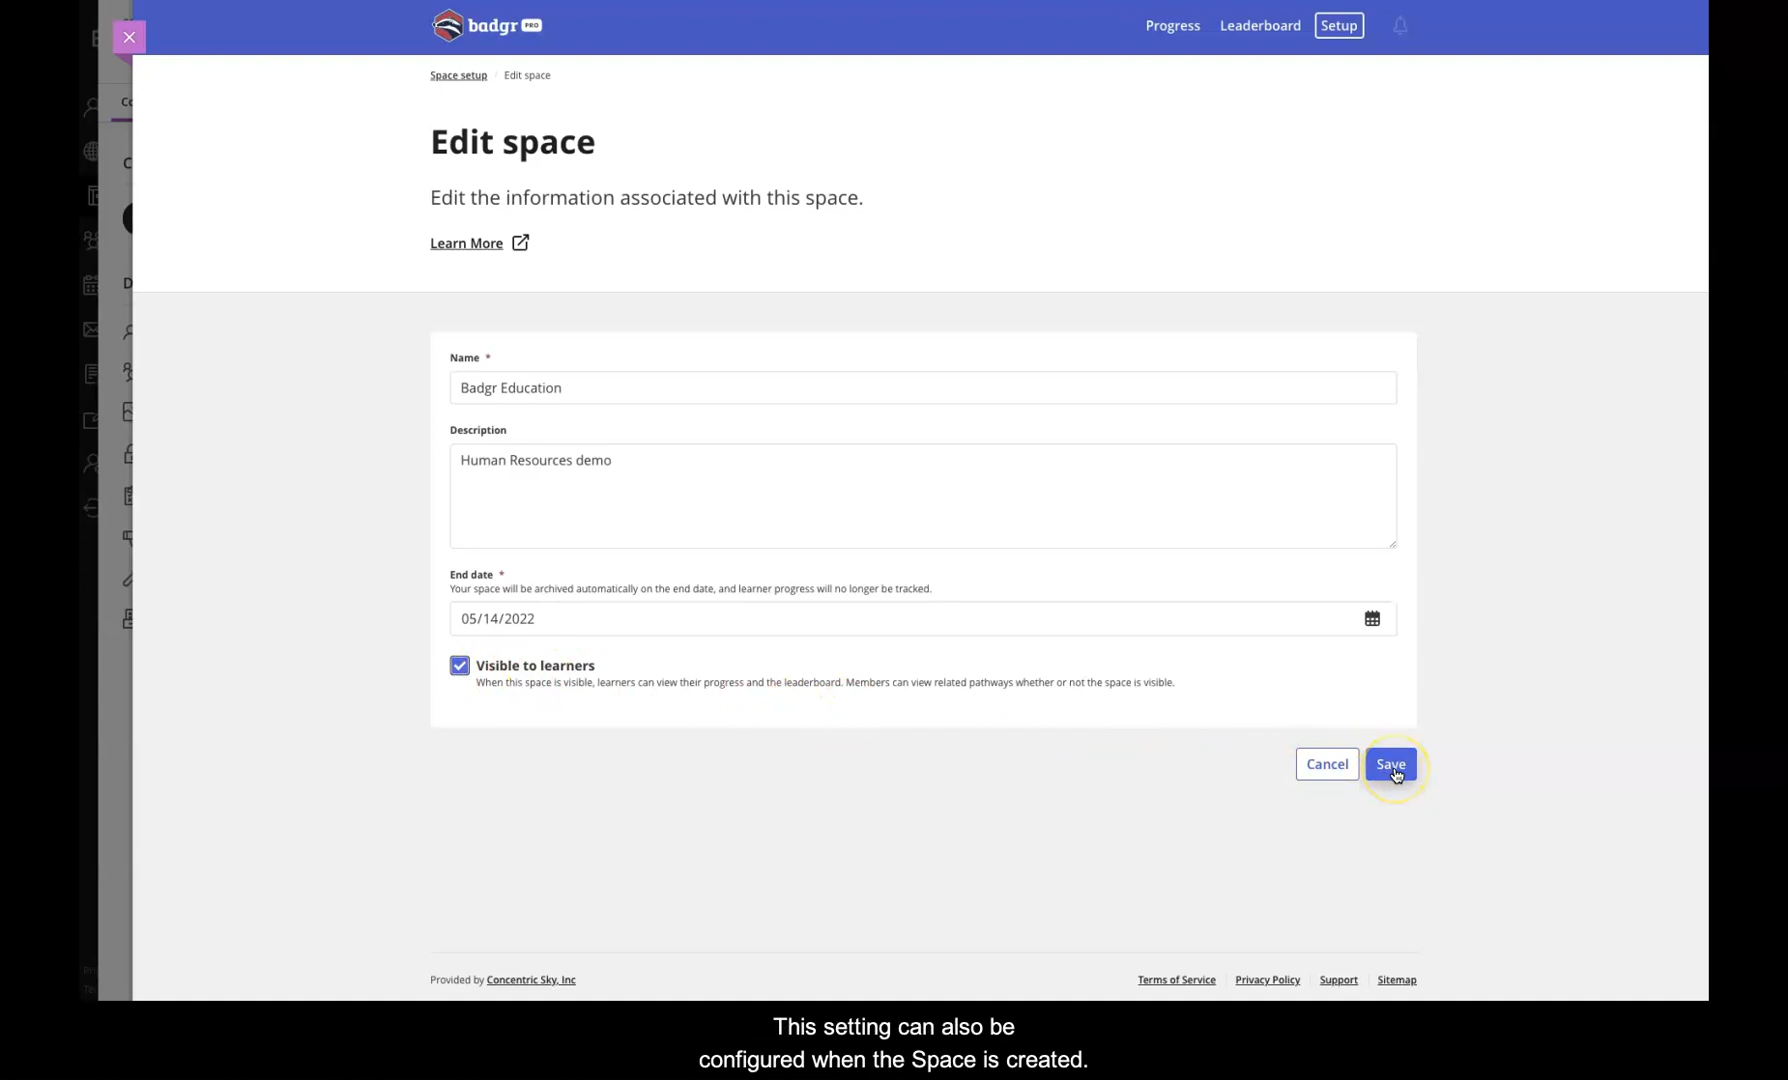 badgr PRO
Progress Leaderboard Setup
Space setup / Edit space
Edit space
Edit the information associated with this space.
Learn More
Name *
Badgr Education
Description
Human Resources demo
End date *
Your space will be archived automatically on the end date, and learner progress will no longer be tracked.
05/14/2022
Visible to learners
When this space is visible, learners can view their progress and the leaderboard. Members can view related pathways whether or not the space is visible.
Cancel Save
Provided by Concentric Sky, Inc
Terms of Service Privacy Policy Support Sitemap
This setting can also be
configured when the Space is created.